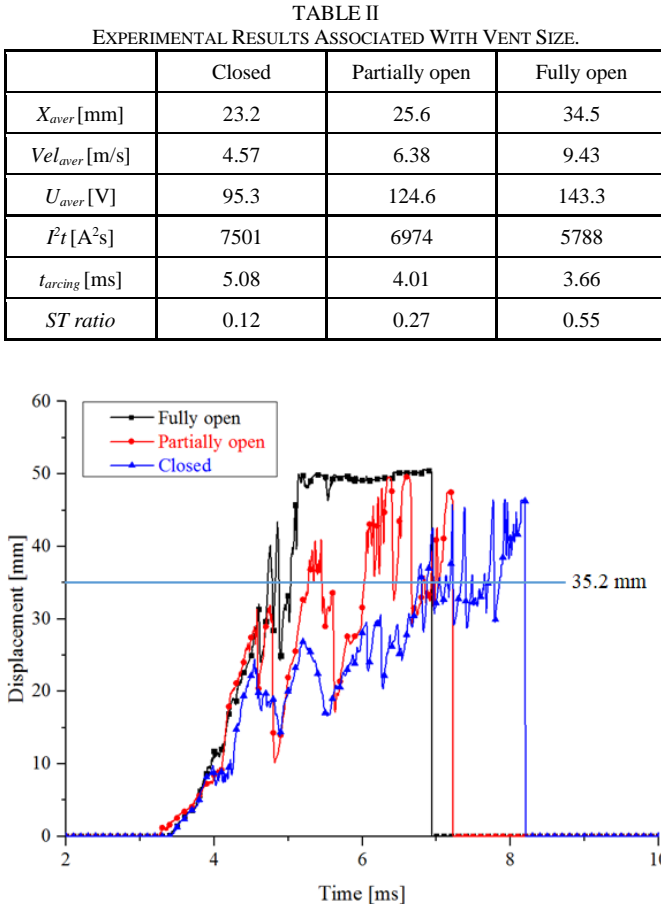 TABLE II
EXPERIMENTAL RESULTS ASSOCIATED WITH VENT SIZE.
Closed Partially open Fully open
Xaver [mm] 23.2 25.6 34.5
Velaver [m/s] 4.57 6.38 9.43
Uaver [V] 95.3 124.6 143.3
I²t [A²s] 7501 6974 5788
tarcing [ms] 5.08 4.01 3.66
ST ratio 0.12 0.27 0.55
60
Fully open
Partially open
Closed
50
40
35.2 mm
30
20
10
0
Displacement [mm]
2 4 6 8 10
Time [ms]